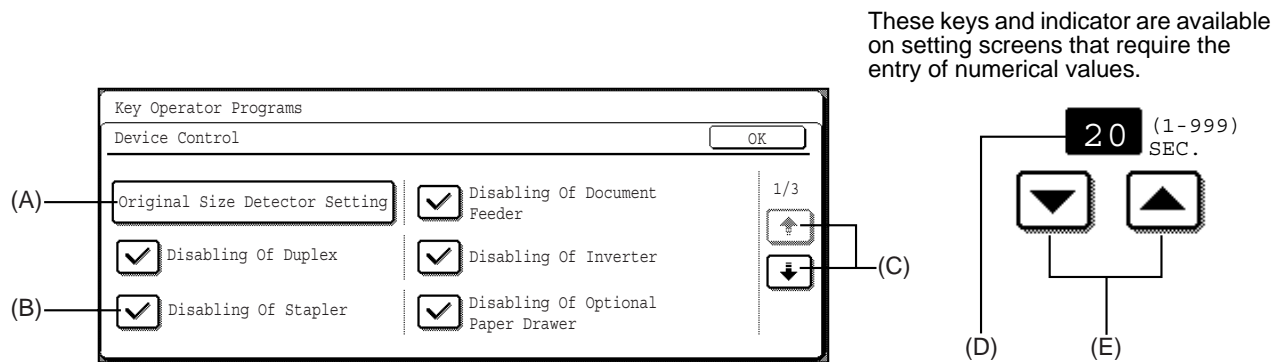 These keys and indicator are available
on setting screens that require the
entry of numerical values.
Key Operator Programs
Device Control
OK
(A)
Original Size Detector Setting
Disabling Of Document
Feeder
1/3
Disabling Of Duplex
Disabling Of Inverter
(C)
(B)
Disabling Of Stapler
Disabling Of Optional
Paper Drawer
20
(1-999)
SEC.
(D)
(E)